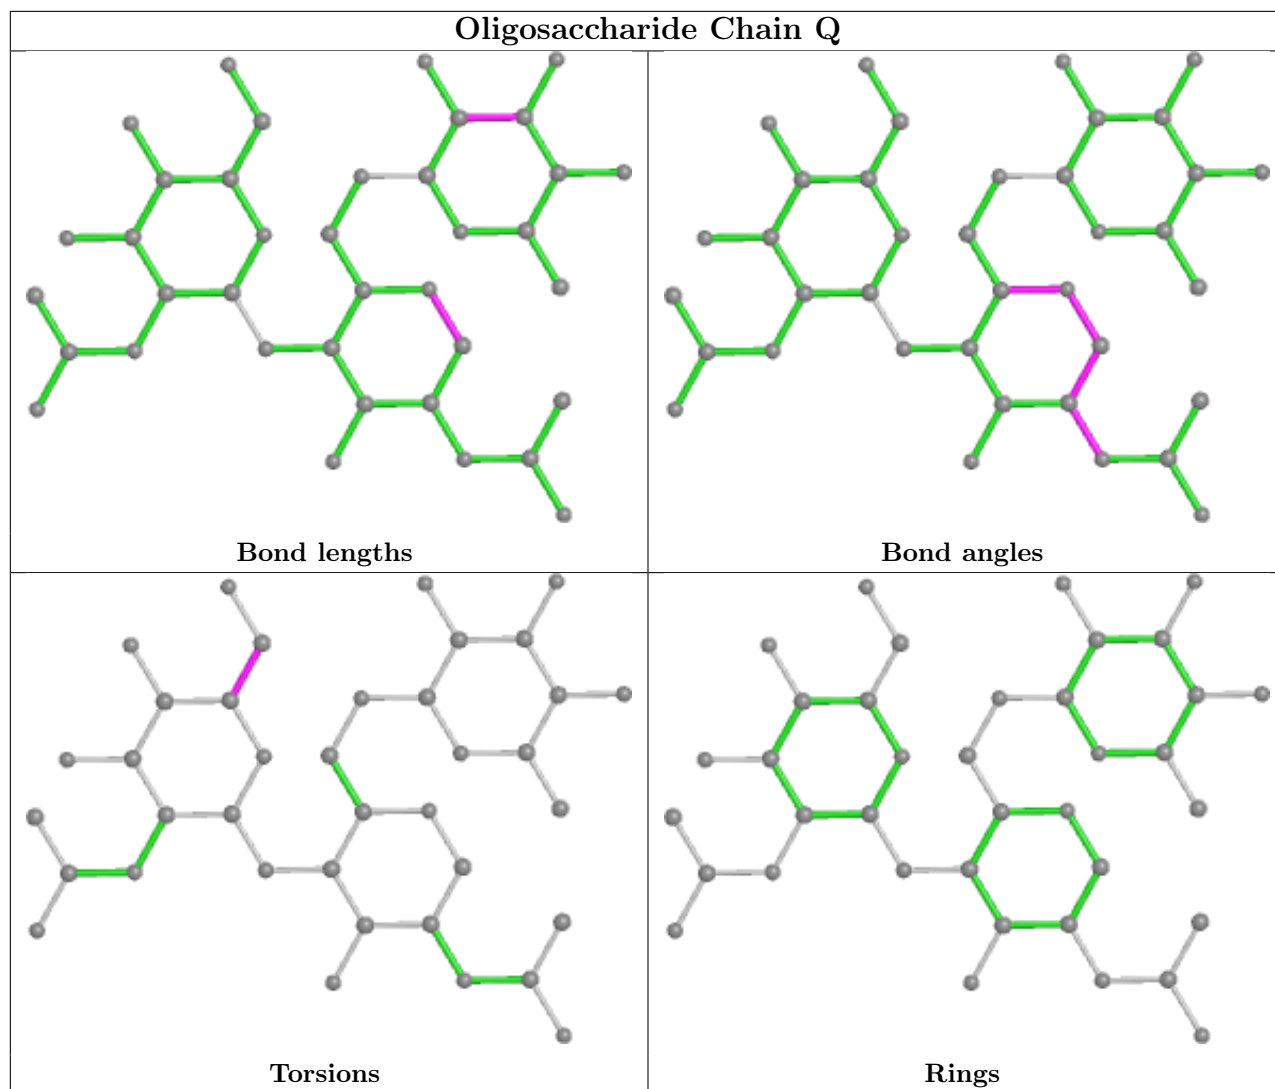 Oligosaccharide Chain Q
Bond lengths
Bond angles
Torsions
Rings